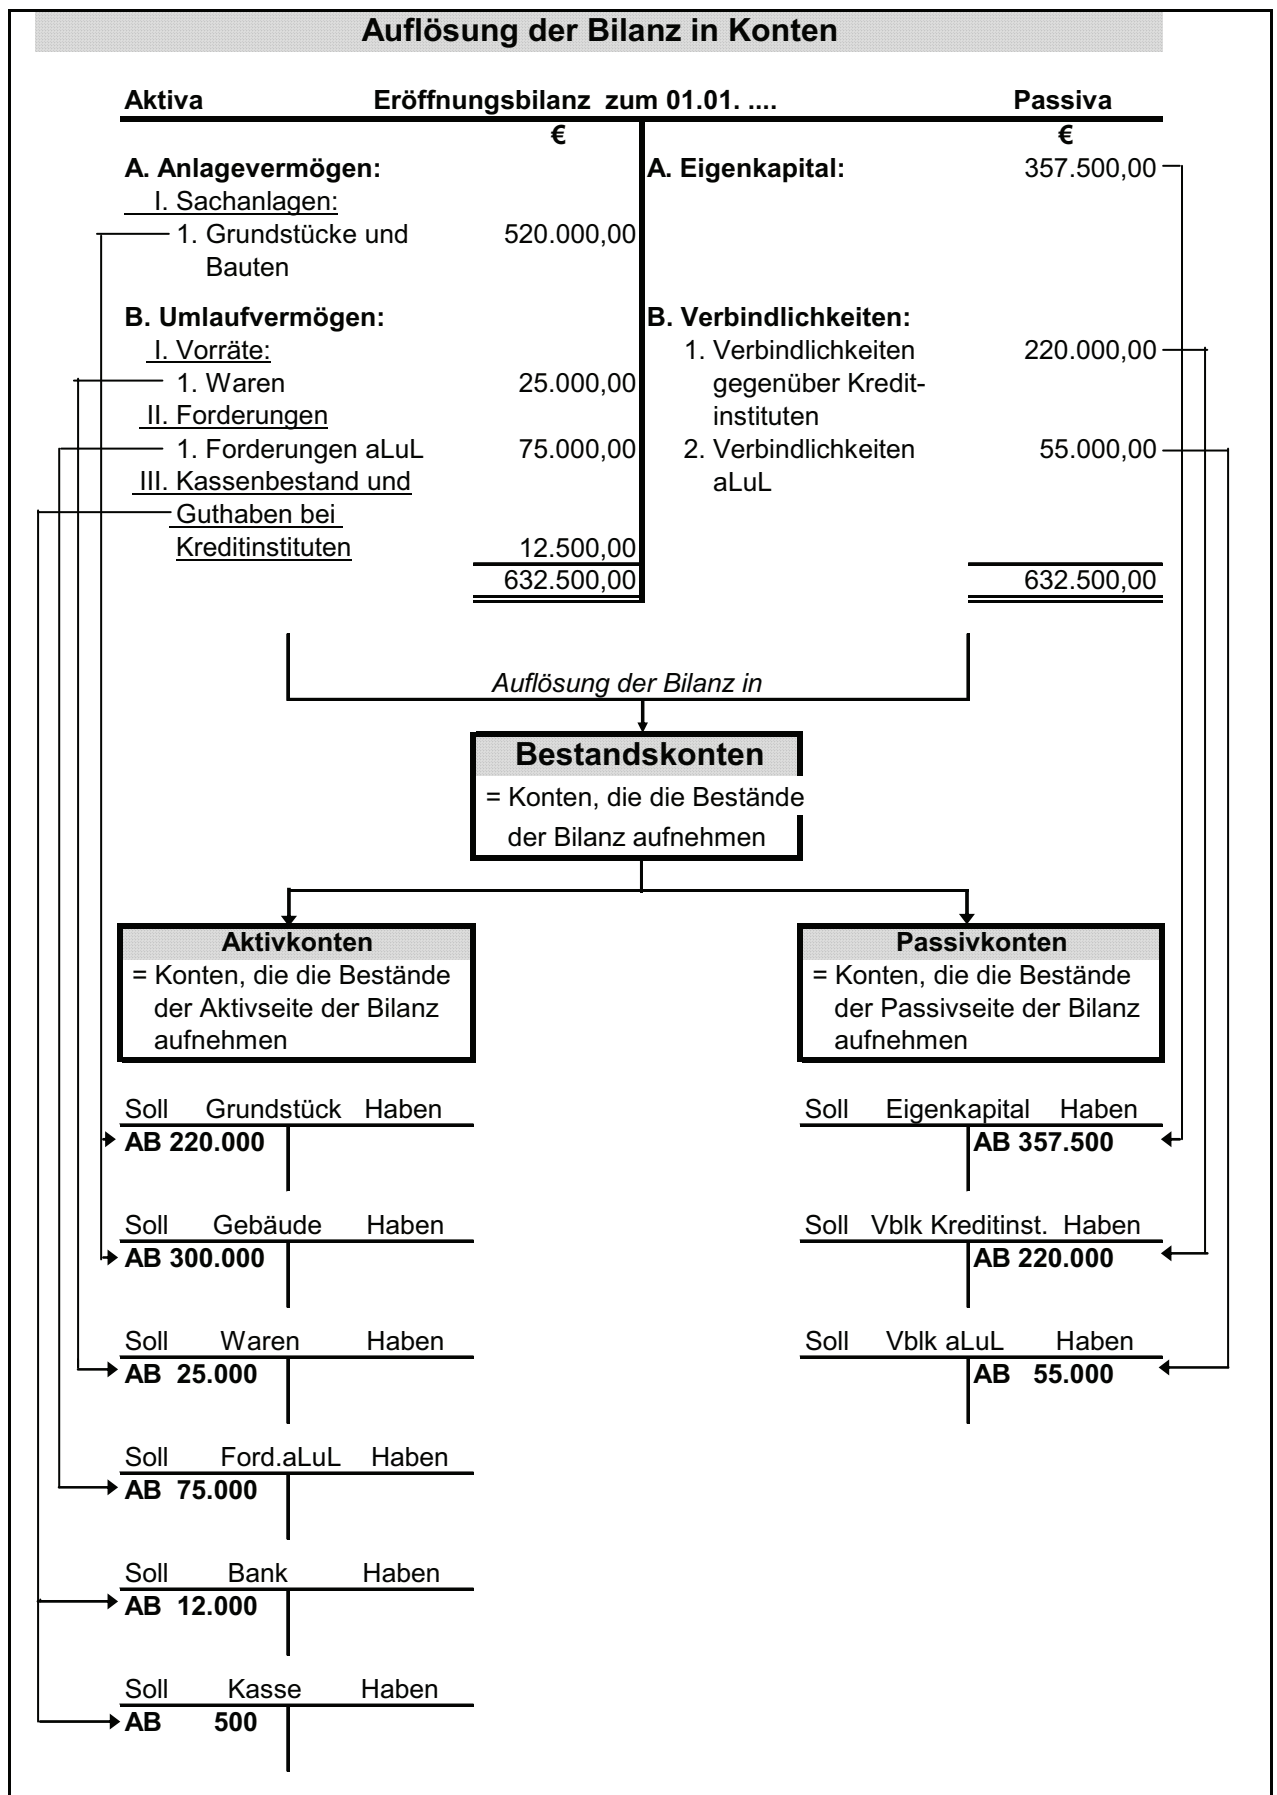 Auflösung der Bilanz in Konten
Aktiva Eröffnungsbilanz zum 01.01. .... Passiva
€ €
A. Anlagevermögen: A. Eigenkapital: 357.500,00
I. Sachanlagen:
1. Grundstücke und 520.000,00
Bauten
B. Umlaufvermögen: B. Verbindlichkeiten:
I. Vorräte: 1. Verbindlichkeiten 220.000,00
1. Waren 25.000,00 gegenüber Kredit-
II. Forderungen instituten
1. Forderungen aLuL 75.000,00 2. Verbindlichkeiten 55.000,00
III. Kassenbestand und aLuL
Guthaben bei
Kreditinstituten 12.500,00
632.500,00 632.500,00
Auflösung der Bilanz in
Bestandskonten
= Konten, die die Bestände
der Bilanz aufnehmen
Aktivkonten
= Konten, die die Bestände
der Aktivseite der Bilanz
aufnehmen
Passivkonten
= Konten, die die Bestände
der Passivseite der Bilanz
aufnehmen
Soll Grundstück Haben
AB 220.000
Soll Gebäude Haben
AB 300.000
Soll Waren Haben
AB 25.000
Soll Ford.aLuL Haben
AB 75.000
Soll Bank Haben
AB 12.000
Soll Kasse Haben
AB 500
Soll Eigenkapital Haben
AB 357.500
Soll Vblk Kreditinst. Haben
AB 220.000
Soll Vblk aLuL Haben
AB 55.000